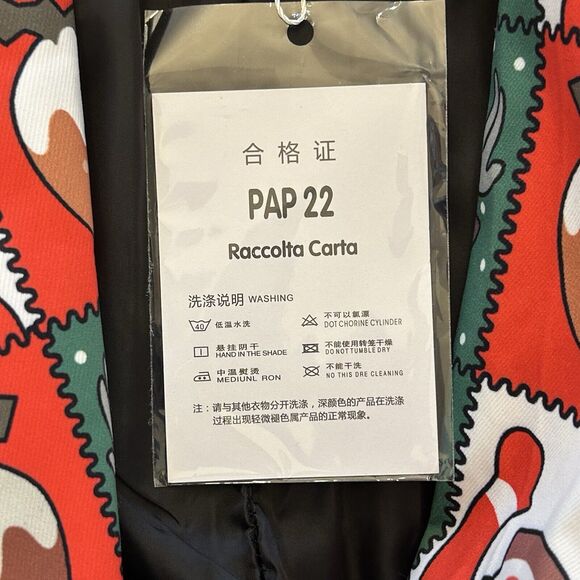 合格证
PAP 22
Raccolta Carta
洗涤说明 WASHING
40 低温水洗
不可以氯漂
DOT CHORINE CYLINDER
悬挂阴干
HAND IN THE SHADE
不能使用转笼干燥
DO NOT TUMBLE DRY
中温熨烫
MEDIUNL RON
不能干洗
NO THIS DRE CLEANING
注：请与其他衣物分开洗涤，深颜色的产品在洗涤
过程出现轻微褪色属产品的正常现象。